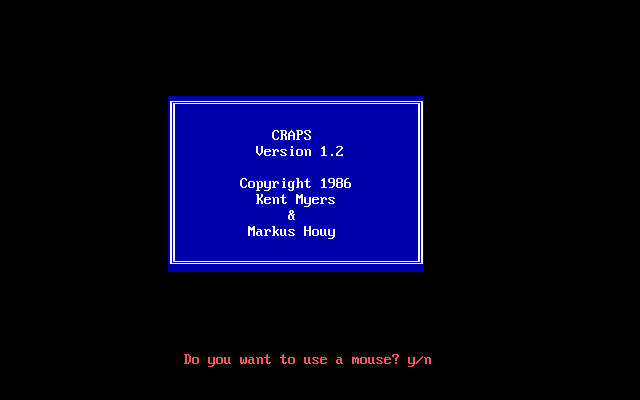 CRAPS
Version 1.2
Copyright 1986
Kent Myers
&
Markus Houy
Do you want to use a mouse? y/n